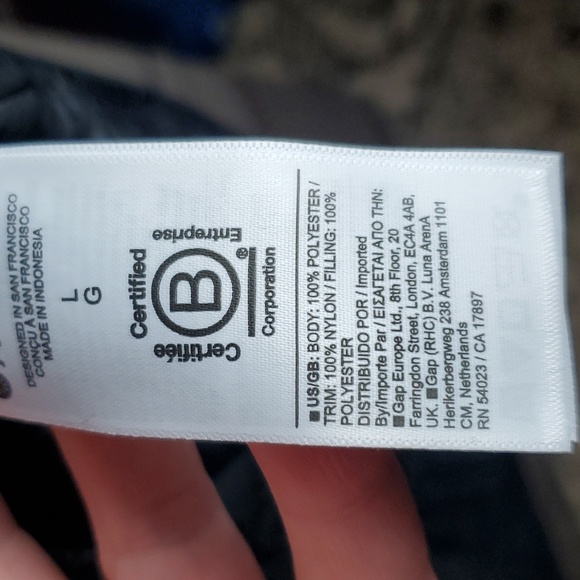 DESIGNED IN SAN FRANCISCO
CONÇU À SAN FRANCISCO
MADE IN INDONESIA
L
G
Certified
B
®
Corporation
Certifiée
Entreprise
■ US/GB: BODY: 100% POLYESTER /
TRIM: 100% NYLON / FILLING: 100%
POLYESTER
DISTRIBUIDO POR / Imported
By/Importe Par / ΕΙΣΑΓΕΤΑΙ ΑΠΟ ΤΗΝ:
■Gap Europe Ltd., 8th Floor, 20
Farringdon Street, London, EC4A 4AB,
UK. ■Gap (RHC) B.V. Luna ArenA
Herikerbergweg 238 Amsterdam 1101
CM, Netherlands
RN 54023 / CA 17897